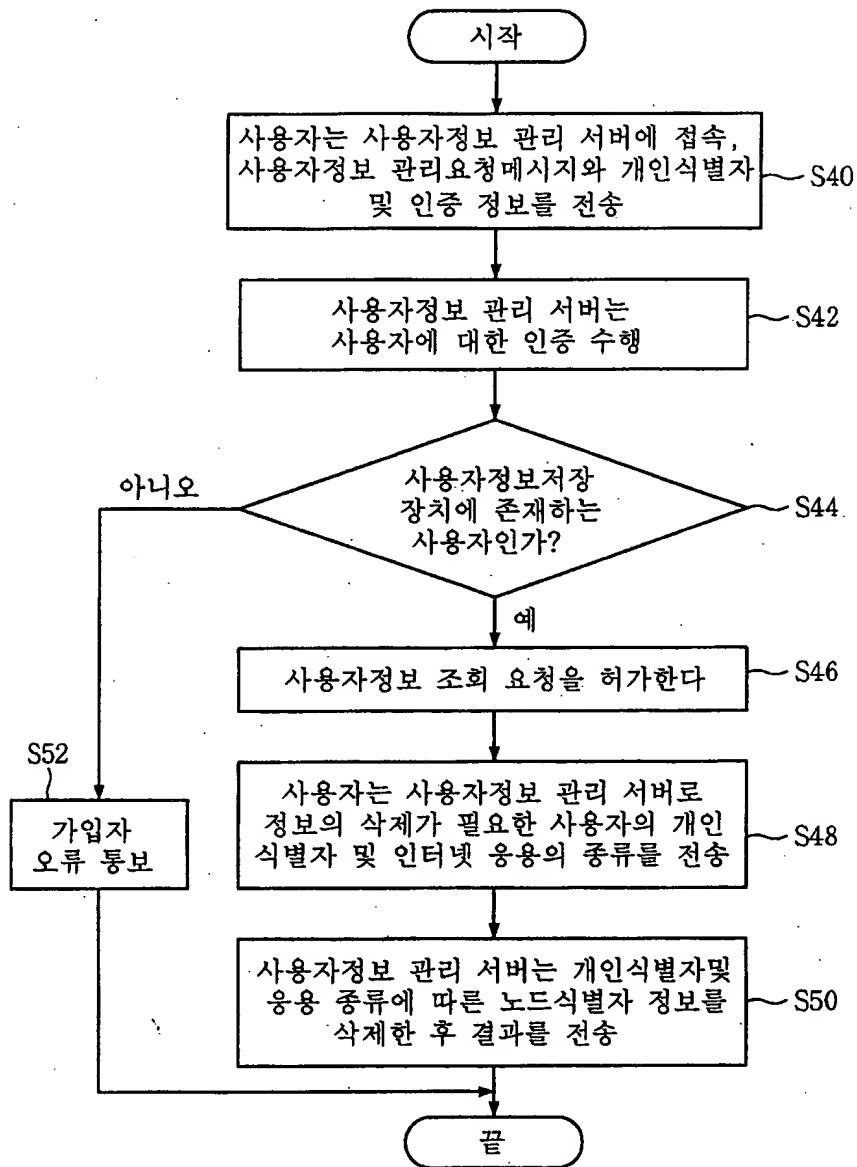 시작
사용자는 사용자정보 관리 서버에 접속,
사용자정보 관리요청메시지와 개인식별자
및 인증 정보를 전송
S40
사용자정보 관리 서버는
사용자에 대한 인증 수행
S42
사용자정보저장
장치에 존재하는
사용자인가?
S44
아니오
예
사용자정보 조회 요청을 허가한다
S46
S52
가입자
오류 통보
사용자는 사용자정보 관리 서버로
정보의 삭제가 필요한 사용자의 개인
식별자 및 인터넷 응용의 종류를 전송
S48
사용자정보 관리 서버는 개인식별자및
응용 종류에 따른 노드식별자 정보를
삭제한 후 결과를 전송
S50
끝